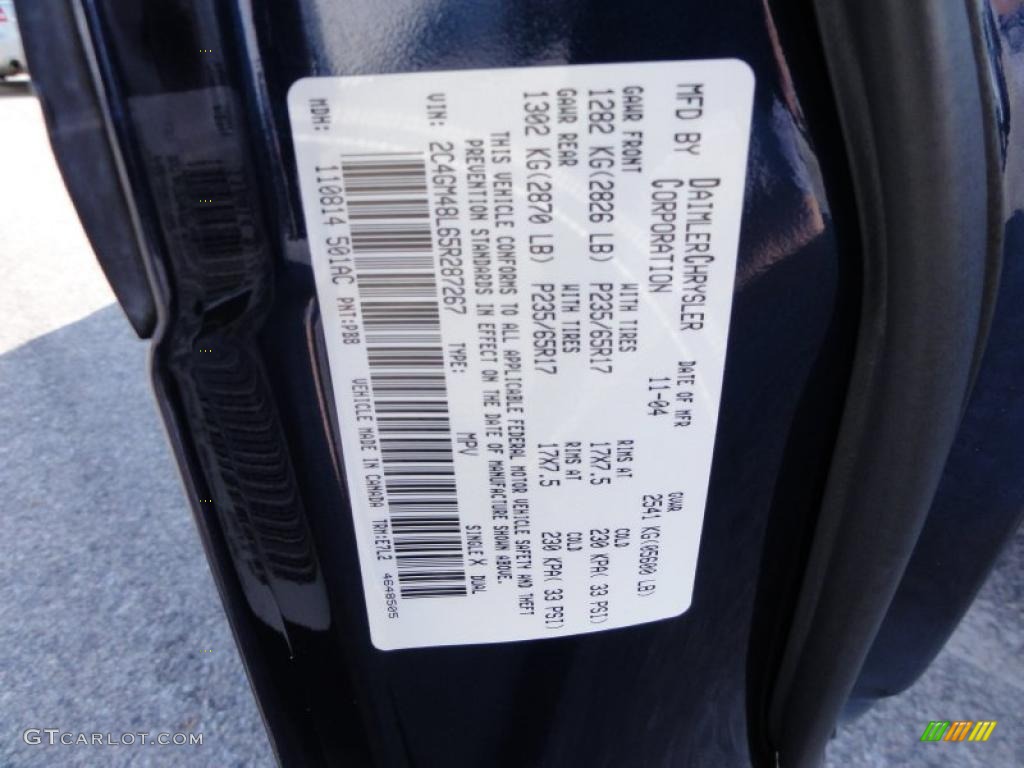 MFD BY DAIMLERCHRYSLER CORPORATION
DATE OF MFR
11-04
GVWR
2541 KG(05600 LB)
GAWR FRONT WITH TIRES RIMS AT COLD
1282 KG(2826 LB) P235/65R17 17X7.5 230 KPA( 33 PSI)
GAWR REAR WITH TIRES RIMS AT COLD
1302 KG(2870 LB) P235/65R17 17X7.5 230 KPA( 33 PSI)
THIS VEHICLE CONFORMS TO ALL APPLICABLE FEDERAL MOTOR VEHICLE SAFETY AND THEFT
PREVENTION STANDARDS IN EFFECT ON THE DATE OF MANUFACTURE SHOWN ABOVE.
VIN: 2C4GM48L65R287267 TYPE: MPV SINGLE X DUAL
MDH: 110814 501AC PNT:PBB VEHICLE MADE IN CANADA TRM:E7L2 4648505
GTCARLOT.COM